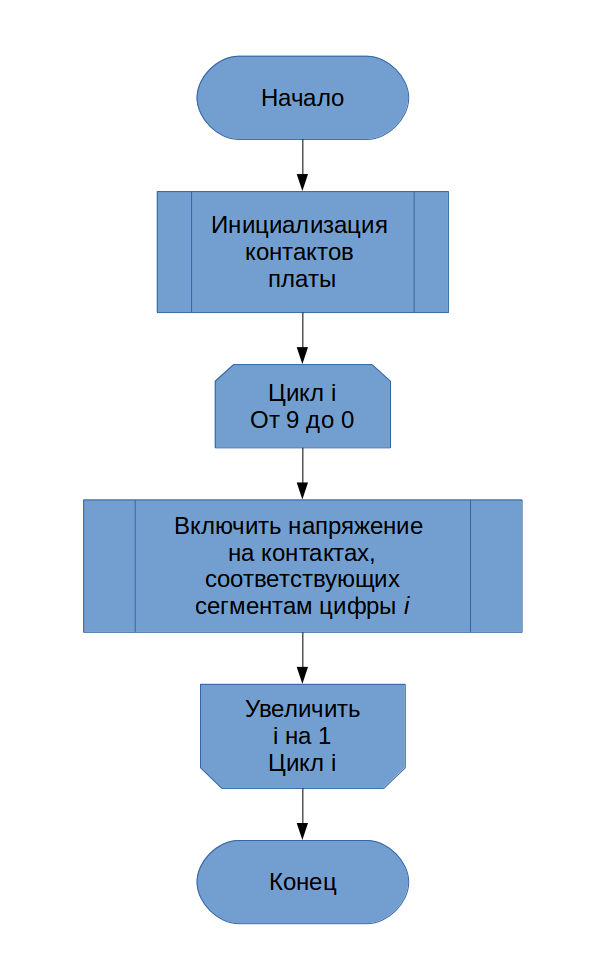 Начало
Инициализация
контактов
платы
Цикл i
От 9 до 0
Включить напряжение
на контактах,
соответствующих
сегментам цифры i
Увеличить
i на 1
Цикл i
Конец